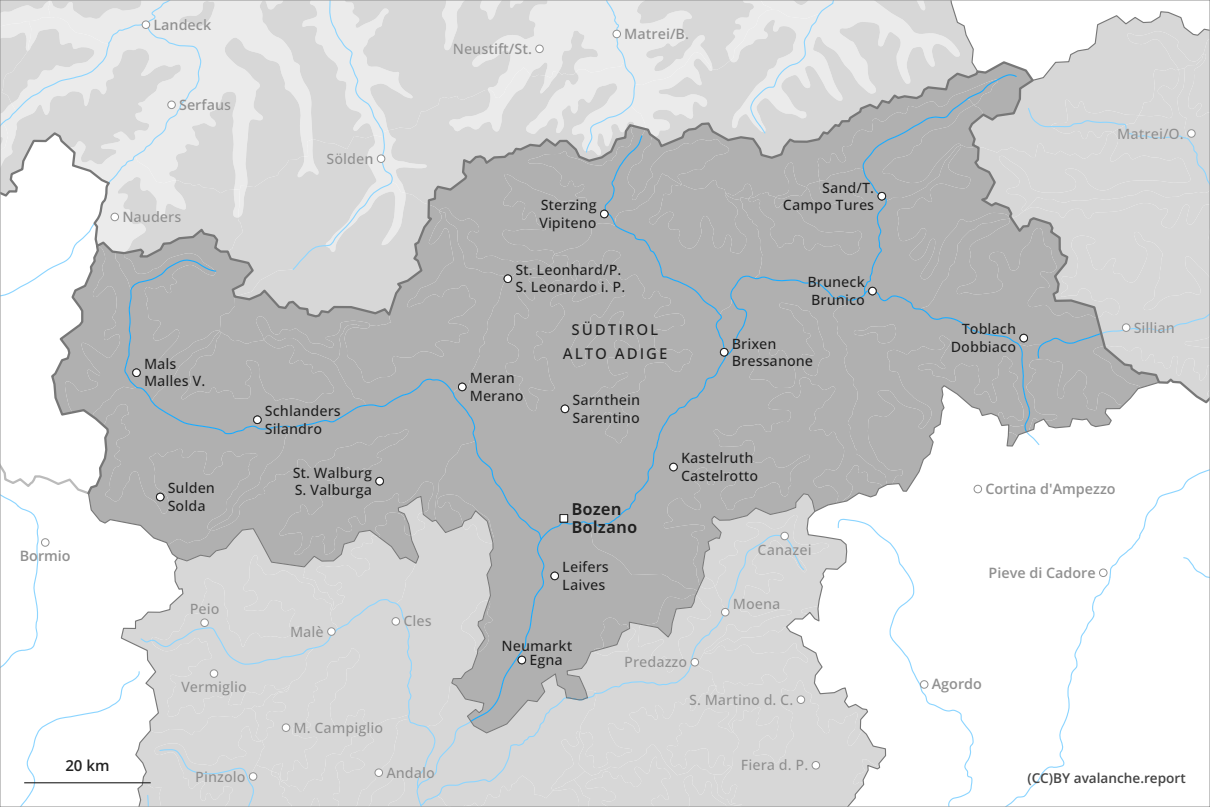 Landeck
Matrei/B.
Neustift/St.
Serfaus
Matrei/O.
Sölden
Sand/T.
Campo Tures
Nauders
Sterzing
Vipiteno
St. Leonhard/P.
S. Leonardo i. P.
Bruneck
Brunico
SÜDTIROL
ALTO ADIGE
Toblach
Dobbiaco
Sillian
Brixen
Bressanone
Mals
Malles V.
Meran
Merano
Sarnthein
Sarentino
Schlanders
Silandro
Kastelruth
Castelrotto
St. Walburg
S. Valburga
Sulden
Solda
Cortina d'Ampezzo
Bozen
Bolzano
Bormio
Canazei
Leifers
Laives
Pieve di Cadore
Peio
Moena
Malè
Cles
Neumarkt
Egna
Predazzo
Vermiglio
Agordo
S. Martino d. C.
M. Campiglio
Fiera d. P.
20 km
Pinzolo
Andalo
(CC)BY avalanche.report